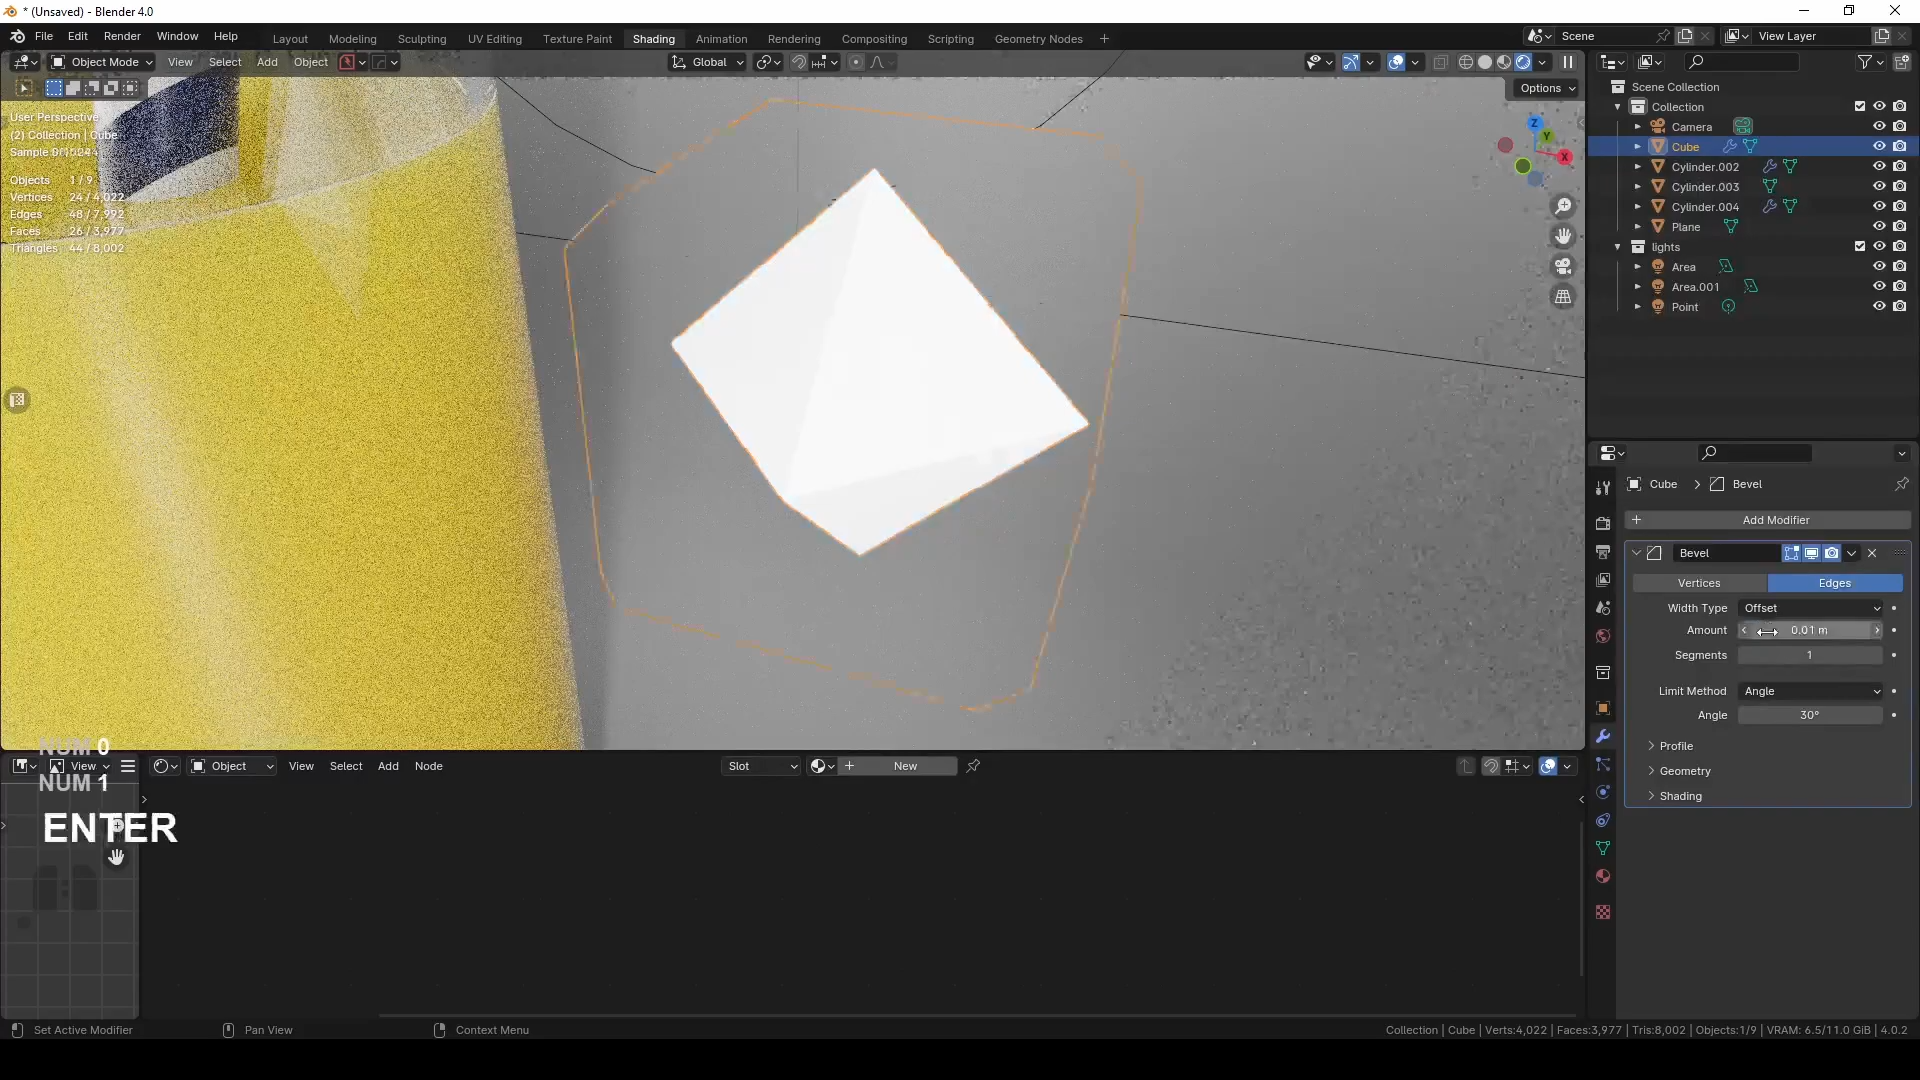 * (Unsaved) - Blender 4.0
File Edit Render Window Help
Layout Modeling Sculpting UV Editing Texture Paint Shading Animation Rendering Compositing Scripting Geometry Nodes +
Scene
View Layer
Object Mode View Select Add Object
Global
Options
User Perspective
(2) Collection | Cube
Objects 1 / 9
Vertices 24 / 4,022
Edges 48 / 7,992
Faces 26 / 3,977
Triangles 44 / 8,002
Z
Y
X
Scene Collection
Collection
Camera
Cube
Cylinder.002
Cylinder.003
Cylinder.004
Plane
lights
Area
Area.001
Point
Cube > Bevel
+ Add Modifier
Bevel
Vertices Edges
Width Type Offset
Amount 0.01 m
Segments 1
Limit Method Angle
Angle 30°
Profile
Geometry
Shading
View
Object View Select Add Node
Slot
+ New
NUM 0
NUM 1
ENTER
Set Active Modifier
Pan View
Context Menu
Collection | Cube | Verts:4,022 | Faces:3,977 | Tris:8,002 | Objects:1/9 | VRAM: 6.5/11.0 GiB | 4.0.2